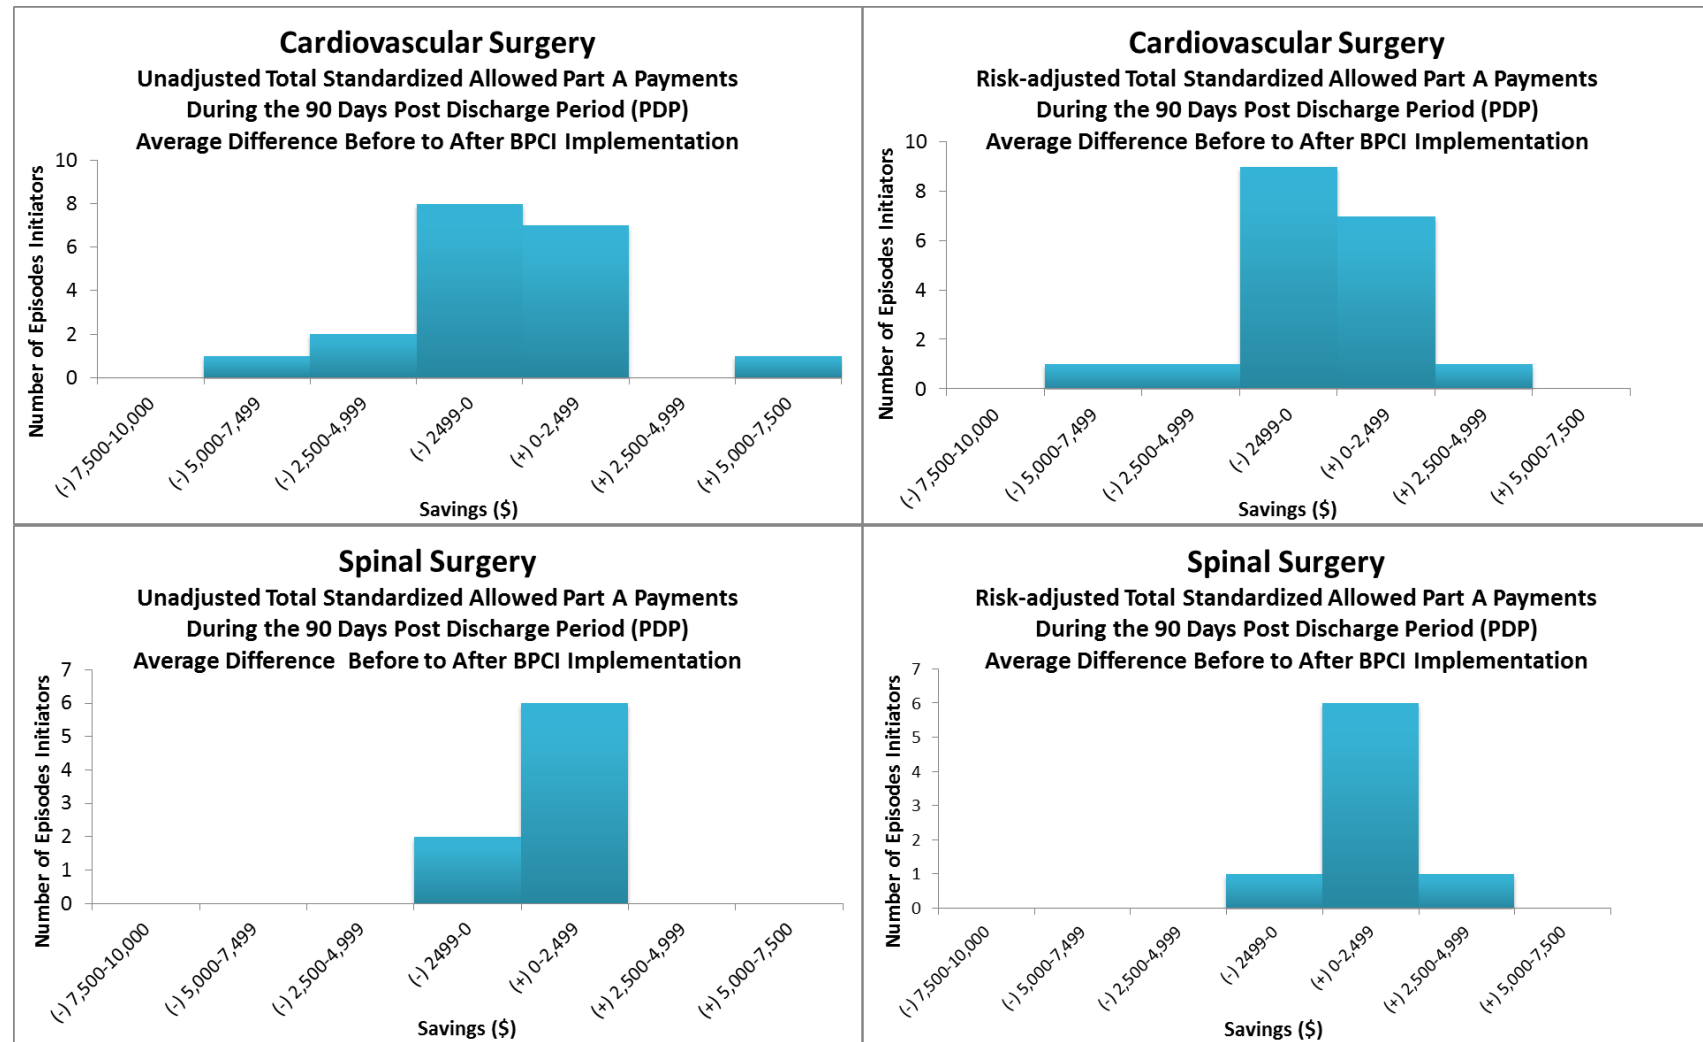 Cardiovascular Surgery
Unadjusted Total Standardized Allowed Part A Payments
During the 90 Days Post Discharge Period (PDP)
Average Difference Before to After BPCI Implementation
Number of Episodes Initiators
10
8
6
4
2
0
(-) 7,500-10,000
(-) 5,000-7,499
(-) 2,500-4,999
(-) 2499-0
(+) 0-2,499
(+) 2,500-4,999
(+) 5,000-7,500
Savings ($)
Cardiovascular Surgery
Risk-adjusted Total Standardized Allowed Part A Payments
During the 90 Days Post Discharge Period (PDP)
Average Difference Before to After BPCI Implementation
Number of Episodes Initiators
10
8
6
4
2
0
(-) 7,500-10,000
(-) 5,000-7,499
(-) 2,500-4,999
(-) 2499-0
(+) 0-2,499
(+) 2,500-4,999
(+) 5,000-7,500
Savings ($)
Spinal Surgery
Unadjusted Total Standardized Allowed Part A Payments
During the 90 Days Post Discharge Period (PDP)
Average Difference  Before to After BPCI Implementation
Number of Episodes Initiators
7
6
5
4
3
2
1
0
(-) 7,500-10,000
(-) 5,000-7,499
(-) 2,500-4,999
(-) 2499-0
(+) 0-2,499
(+) 2,500-4,999
(+) 5,000-7,500
Savings ($)
Spinal Surgery
Risk-adjusted Total Standardized Allowed Part A Payments
During the 90 Days Post Discharge Period (PDP)
Average Difference Before to After BPCI Implementation
Number of Episodes Initiators
7
6
5
4
3
2
1
0
(-) 7,500-10,000
(-) 5,000-7,499
(-) 2,500-4,999
(-) 2499-0
(+) 0-2,499
(+) 2,500-4,999
(+) 5,000-7,500
Savings ($)